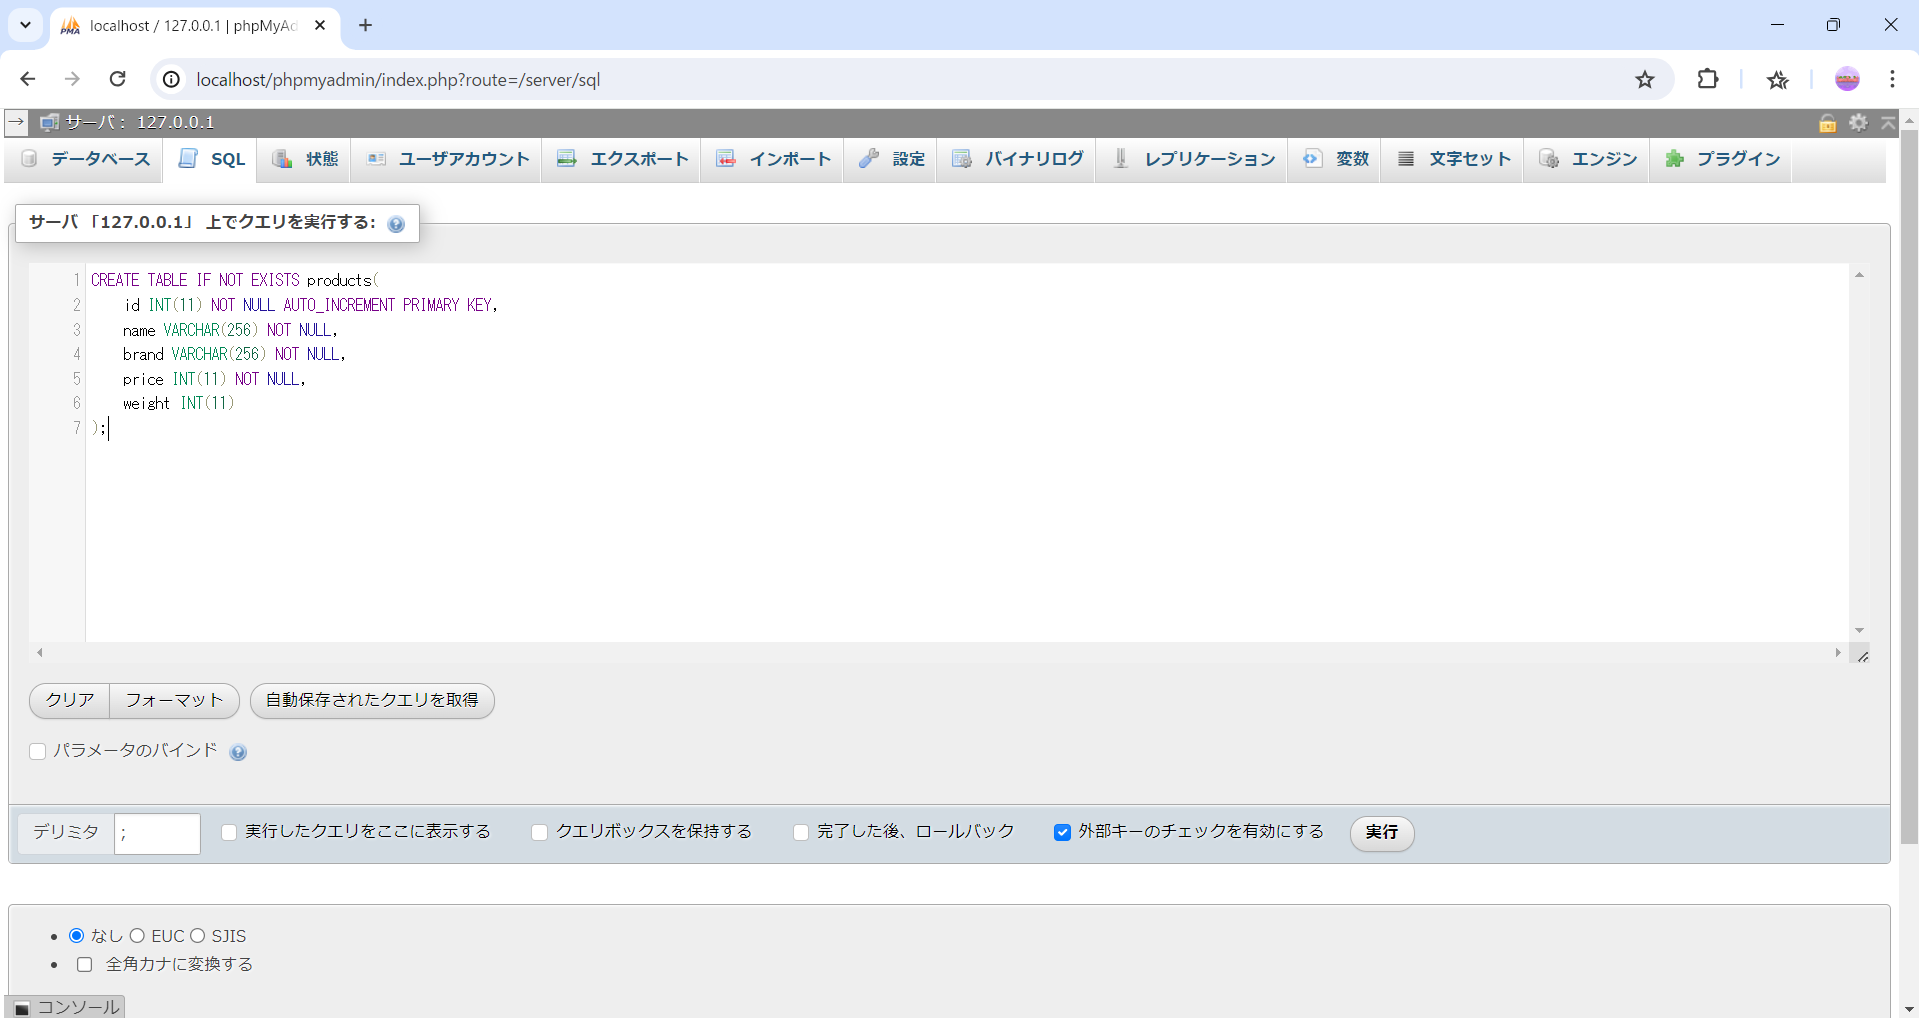 localhost / 127.0.0.1 | phpMyAd
localhost/phpmyadmin/index.php?route=/server/sql
サーバ： 127.0.0.1
データベース SQL 状態 ユーザアカウント エクスポート インポート 設定 バイナリログ レプリケーション 変数 文字セット エンジン プラグイン
サーバ 「127.0.0.1」 上でクエリを実行する:
1 CREATE TABLE IF NOT EXISTS products(
2 id INT(11) NOT NULL AUTO_INCREMENT PRIMARY KEY,
3 name VARCHAR(256) NOT NULL,
4 brand VARCHAR(256) NOT NULL,
5 price INT(11) NOT NULL,
6 weight INT(11)
7 );
クリア フォーマット 自動保存されたクエリを取得
パラメータのバインド
デリミタ ; 実行したクエリをここに表示する クエリボックスを保持する 完了した後、ロールバック 外部キーのチェックを有効にする 実行
なし EUC SJIS
全角カナに変換する
コンソール